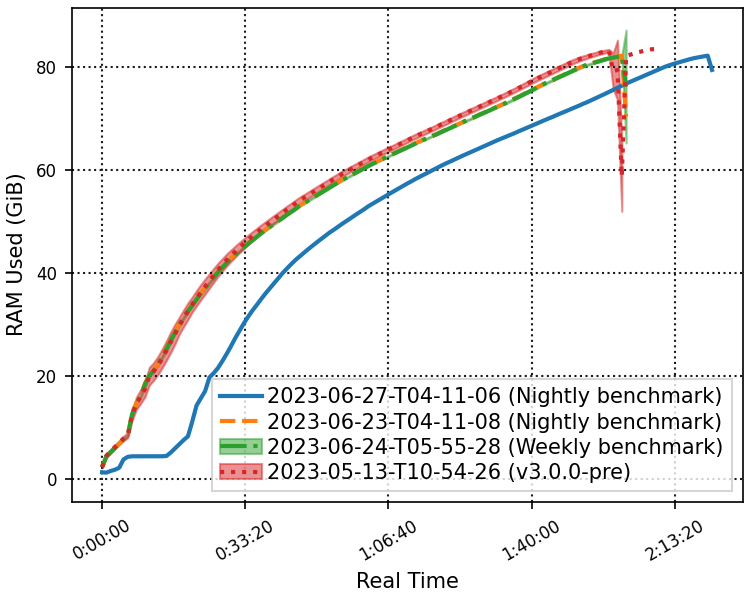 80
60
40
20
0
RAM Used (GiB)
2023-06-27-T04-11-06 (Nightly benchmark)
2023-06-23-T04-11-08 (Nightly benchmark)
2023-06-24-T05-55-28 (Weekly benchmark)
2023-05-13-T10-54-26 (v3.0.0-pre)
0:00:00
0:33:20
1:06:40
1:40:00
2:13:20
Real Time